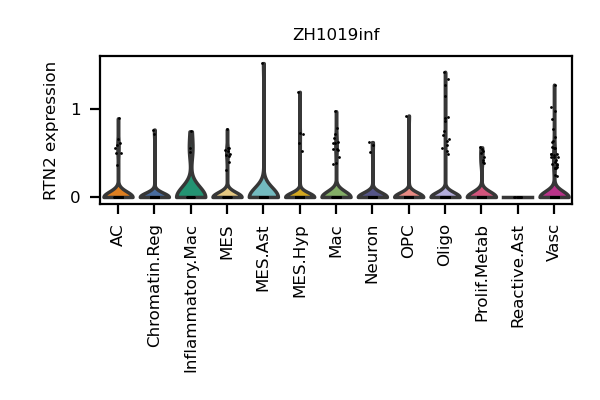 ZH1019inf
RTN2 expression
1
0
AC
Chromatin.Reg
Inflammatory.Mac
MES
MES.Ast
MES.Hyp
Mac
Neuron
OPC
Oligo
Prolif.Metab
Reactive.Ast
Vasc